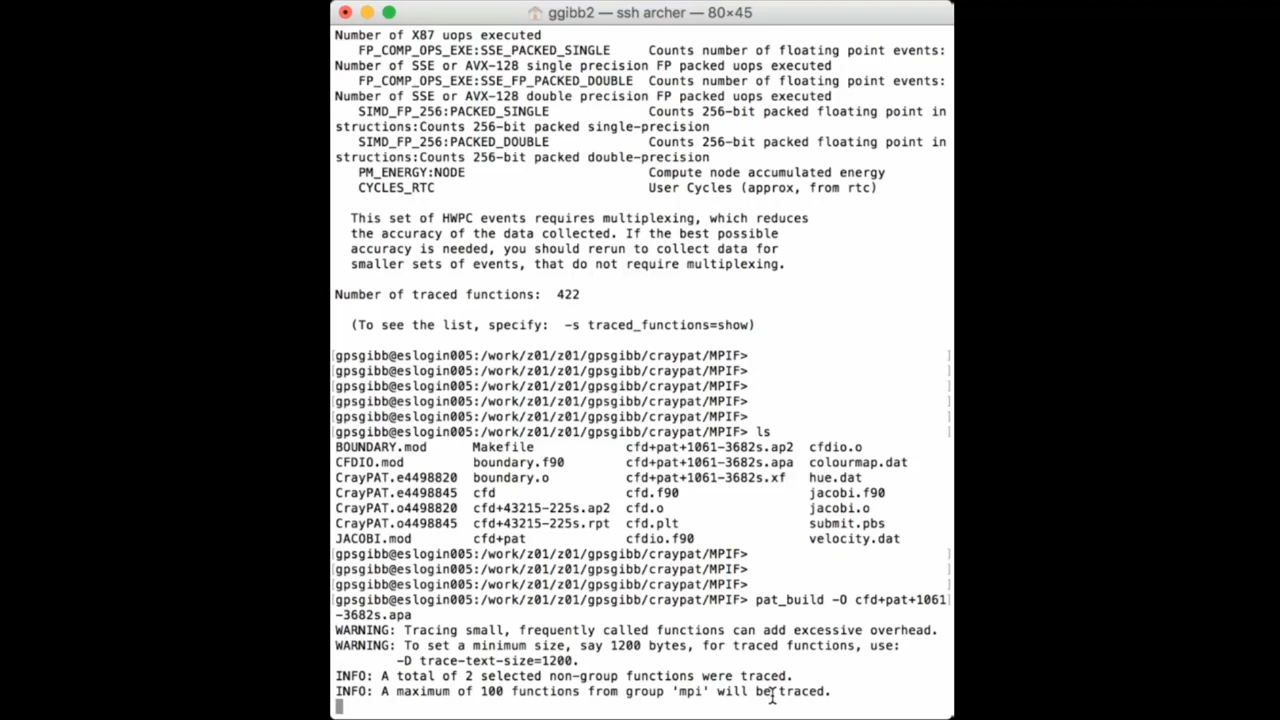 ggibb2 — ssh archer — 80×45
Number of X87 uops executed
FP_COMP_OPS_EXE:SSE_PACKED_SINGLE Counts number of floating point events:
Number of SSE or AVX-128 single precision FP packed uops executed
FP_COMP_OPS_EXE:SSE_FP_PACKED_DOUBLE Counts number of floating point events:
Number of SSE or AVX-128 double precision FP packed uops executed
SIMD_FP_256:PACKED_SINGLE Counts 256-bit packed floating point in
structions:Counts 256-bit packed single-precision
SIMD_FP_256:PACKED_DOUBLE Counts 256-bit packed floating point in
structions:Counts 256-bit packed double-precision
PM_ENERGY:NODE Compute node accumulated energy
CYCLES_RTC User Cycles (approx, from rtc)
This set of HWPC events requires multiplexing, which reduces
the accuracy of the data collected. If the best possible
accuracy is needed, you should rerun to collect data for
smaller sets of events, that do not require multiplexing.
Number of traced functions: 422
(To see the list, specify: -s traced_functions=show)
[gpsgibb@eslogin005:/work/z01/z01/gpsgibb/craypat/MPIF> ]
[gpsgibb@eslogin005:/work/z01/z01/gpsgibb/craypat/MPIF> ]
[gpsgibb@eslogin005:/work/z01/z01/gpsgibb/craypat/MPIF> ]
[gpsgibb@eslogin005:/work/z01/z01/gpsgibb/craypat/MPIF> ]
[gpsgibb@eslogin005:/work/z01/z01/gpsgibb/craypat/MPIF> ]
[gpsgibb@eslogin005:/work/z01/z01/gpsgibb/craypat/MPIF> ls ]
BOUNDARY.mod Makefile cfd+pat+1061-3682s.ap2 cfdio.o
CFDIO.mod boundary.f90 cfd+pat+1061-3682s.apa colourmap.dat
CrayPAT.e4498820 boundary.o cfd+pat+1061-3682s.xf hue.dat
CrayPAT.e4498845 cfd cfd.f90 jacobi.f90
CrayPAT.o4498820 cfd+43215-225s.ap2 cfd.o jacobi.o
CrayPAT.o4498845 cfd+43215-225s.rpt cfd.plt submit.pbs
JACOBI.mod cfd+pat cfdio.f90 velocity.dat
[gpsgibb@eslogin005:/work/z01/z01/gpsgibb/craypat/MPIF> ]
[gpsgibb@eslogin005:/work/z01/z01/gpsgibb/craypat/MPIF> ]
[gpsgibb@eslogin005:/work/z01/z01/gpsgibb/craypat/MPIF> ]
[gpsgibb@eslogin005:/work/z01/z01/gpsgibb/craypat/MPIF> pat_build -O cfd+pat+1061]
-3682s.apa
WARNING: Tracing small, frequently called functions can add excessive overhead.
WARNING: To set a minimum size, say 1200 bytes, for traced functions, use:
-D trace-text-size=1200.
INFO: A total of 2 selected non-group functions were traced.
INFO: A maximum of 100 functions from group 'mpi' will be traced.